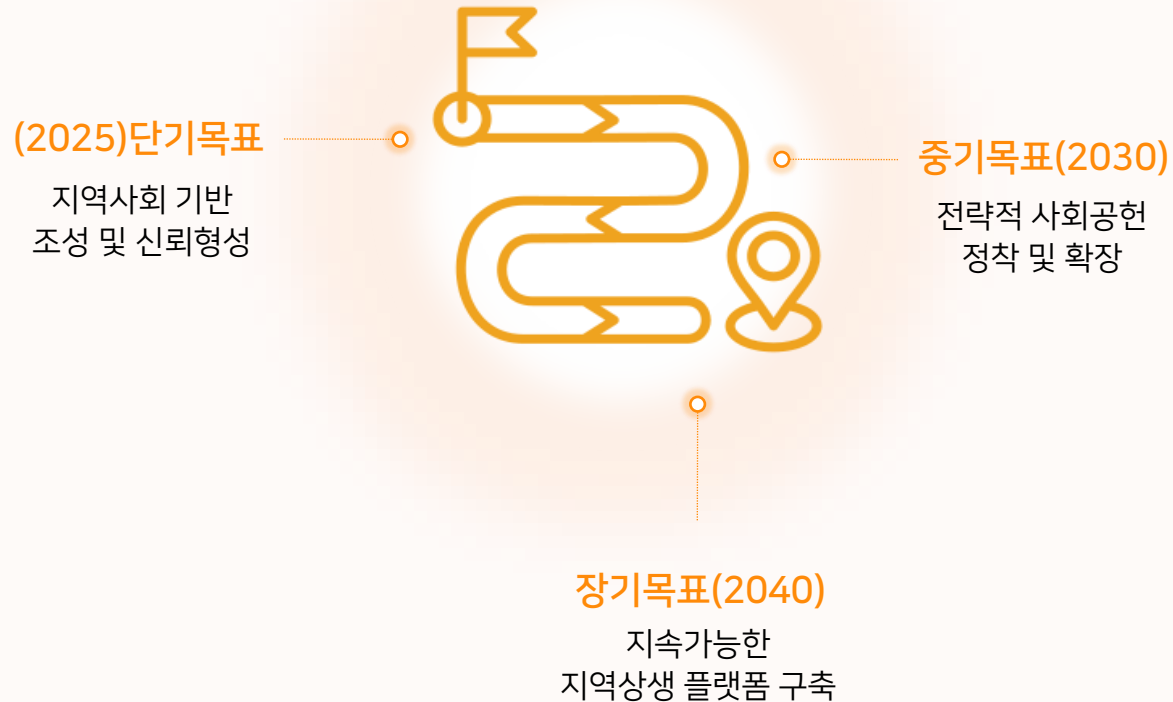 (2025)단기목표
지역사회 기반
조성 및 신뢰형성
중기목표(2030)
전략적 사회공헌
정착 및 확장
장기목표(2040)
지속가능한
지역상생 플랫폼 구축